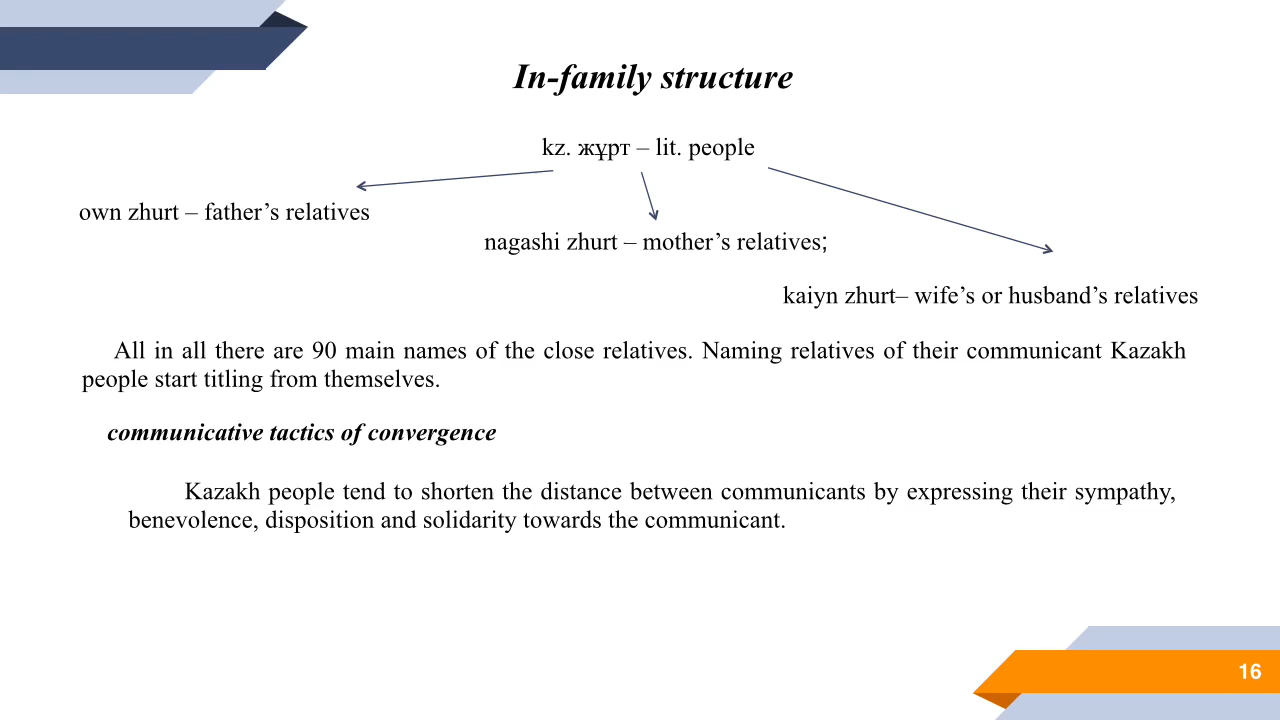 In-family structure
kz. жұрт – lit. people
own zhurt – father’s relatives
nagashi zhurt – mother’s relatives;
kaiyn zhurt– wife’s or husband’s relatives
All in all there are 90 main names of the close relatives. Naming relatives of their communicant Kazakh
people start titling from themselves.
communicative tactics of convergence
Kazakh people tend to shorten the distance between communicants by expressing their sympathy,
benevolence, disposition and solidarity towards the communicant.
16